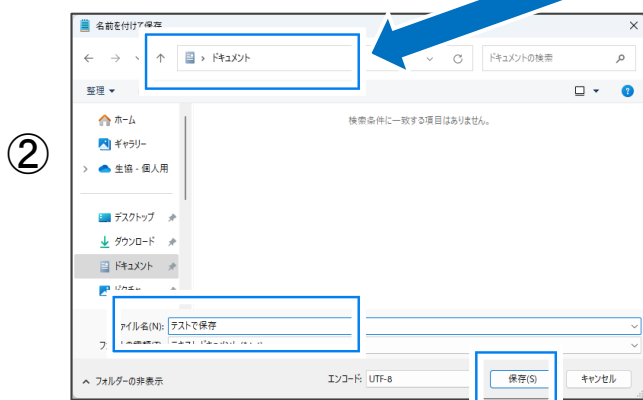 ②
名前を付けて保存
ドキュメント
ドキュメントの検索
整理
検索条件に一致する項目はありません。
ホーム
ギャラリー
生協 - 個人用
デスクトップ
ダウンロード
ドキュメント
ァイル名(N): テストで保存
フォルダーの非表示
エンコード: UTF-8
保存(S)
キャンセル